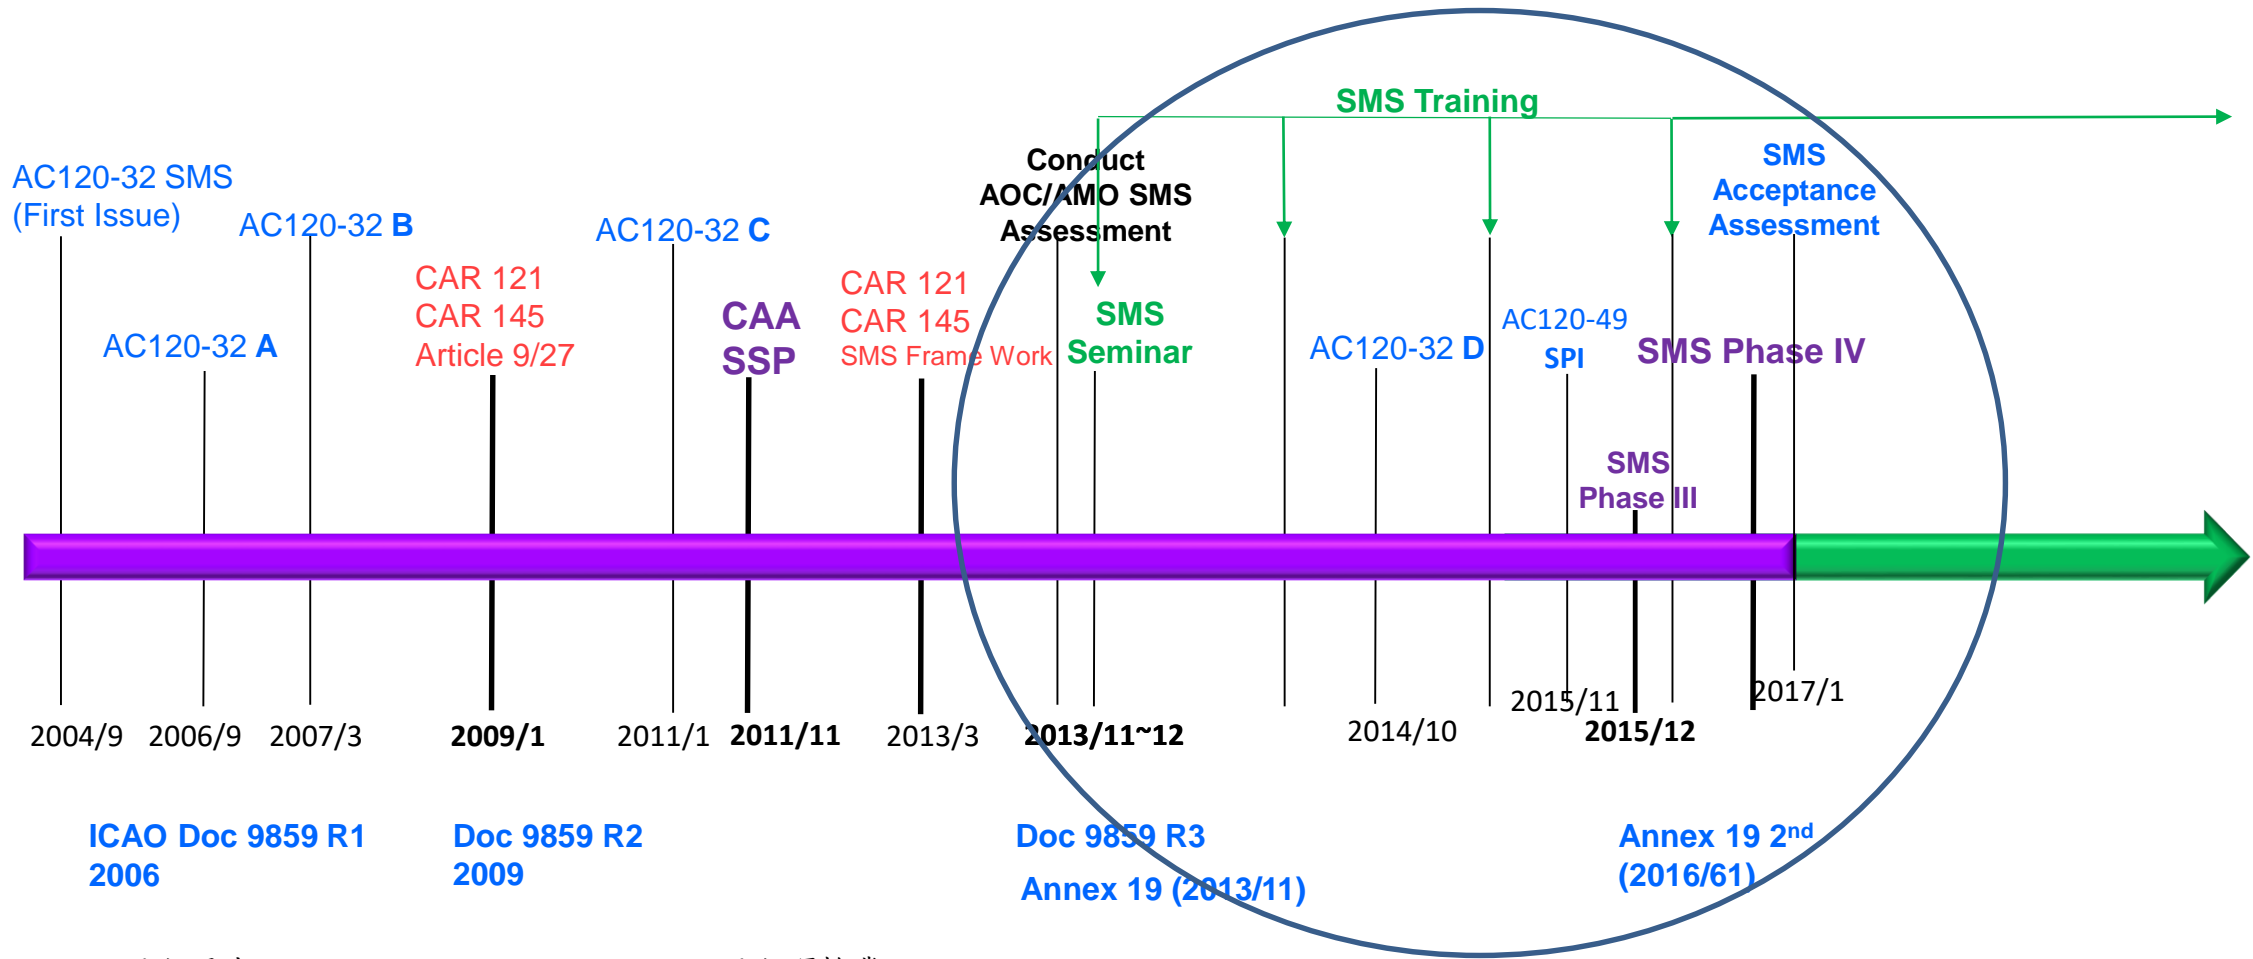 SMS Training
AC120-32 SMS
(First Issue)
AC120-32 A
AC120-32 B
CAR 121
CAR 145
Article 9/27
AC120-32 C
CAA
SSP
CAR 121
CAR 145
SMS Frame Work
Conduct
AOC/AMO SMS
Assessment
SMS
Seminar
AC120-32 D
AC120-49
SPI
SMS
Phase III
SMS Phase IV
SMS
Acceptance
Assessment
2004/9
2006/9
2007/3
2009/1
2011/1
2011/11
2013/3
2013/11~12
2014/10
2015/11
2015/12
2017/1
ICAO Doc 9859 R1
2006
Doc 9859 R2
2009
Doc 9859 R3
Annex 19 (2013/11)
Annex 19 2nd
(2016/61)